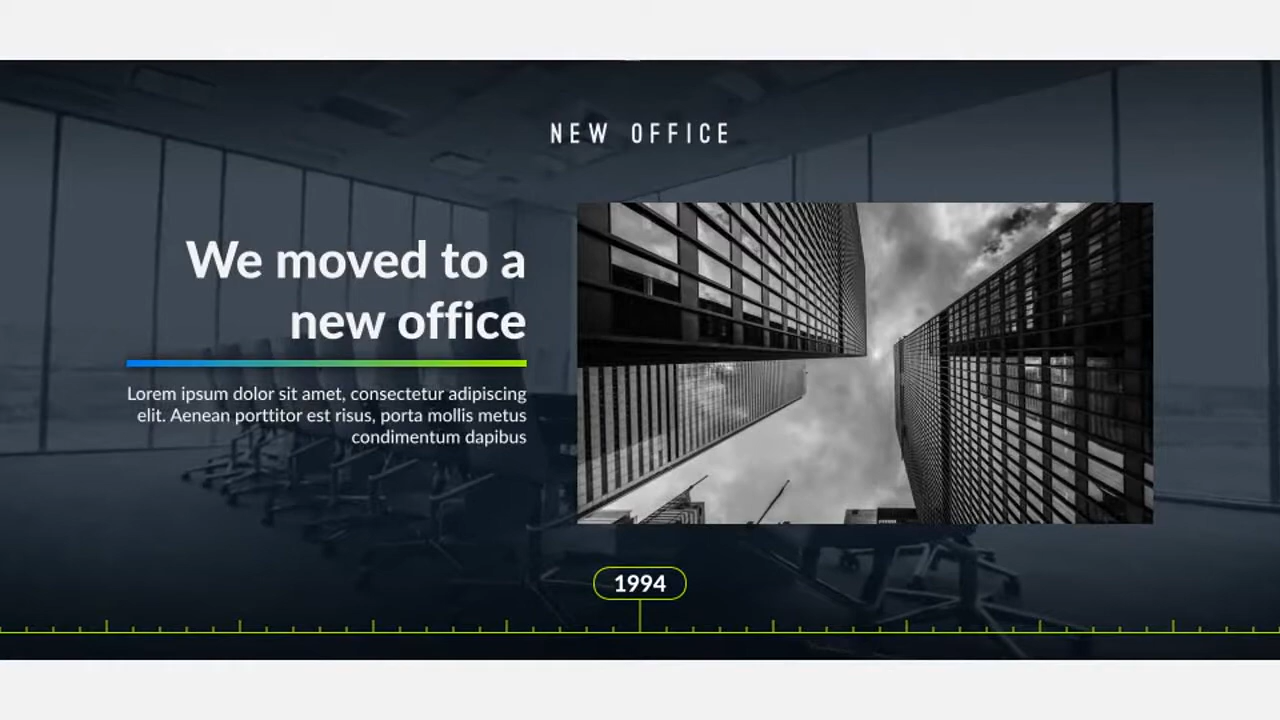 NEW OFFICE
We moved to a
new office
Lorem ipsum dolor sit amet, consectetur adipiscing
elit. Aenean porttitor est risus, porta mollis metus
condimentum dapibus
1994